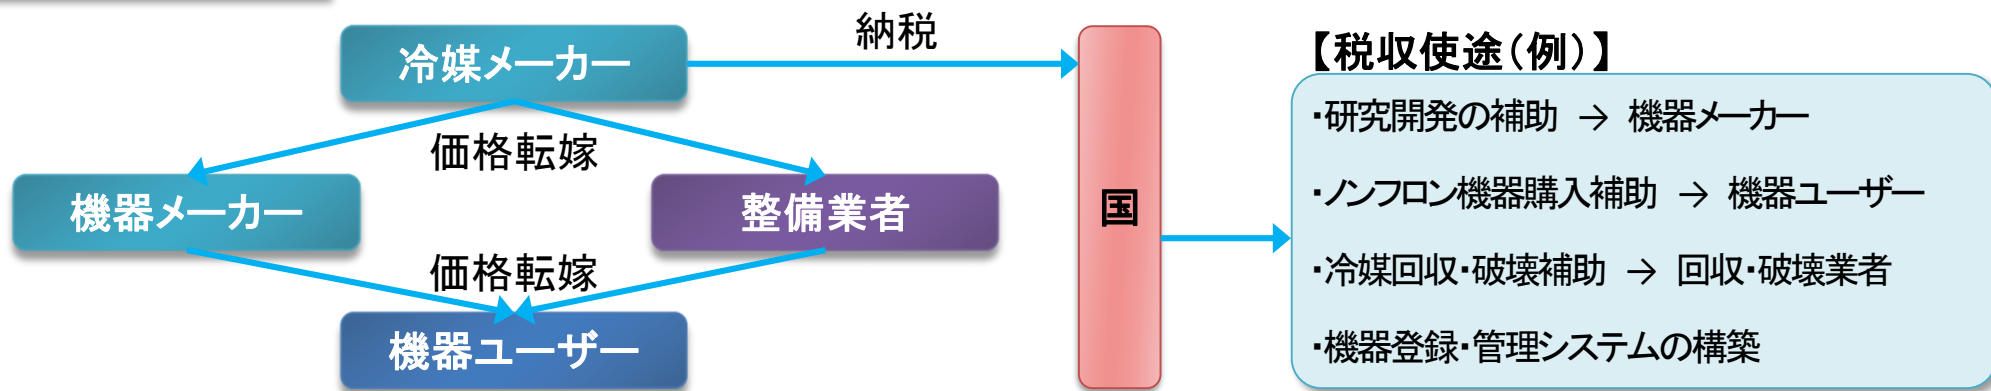 納税
冷媒メーカー
価格転嫁
機器メーカー
整備業者
価格転嫁
機器ユーザー
国
【税収使途(例)】
・研究開発の補助 → 機器メーカー
・ノンフロン機器購入補助 → 機器ユーザー
・冷媒回収・破壊補助 → 回収・破壊業者
・機器登録・管理システムの構築